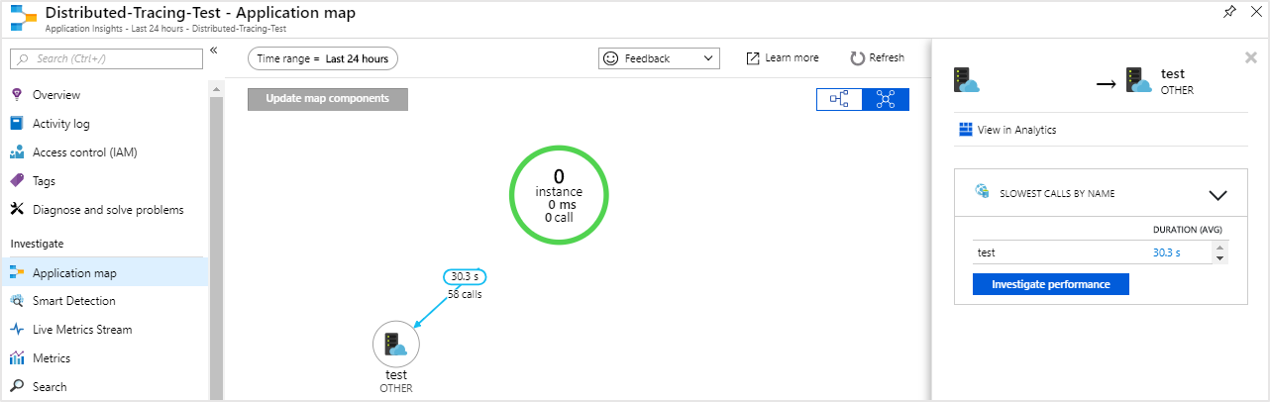 Distributed-Tracing-Test - Application map
Application Insights - Last 24 hours - Distributed-Tracing-Test
Search (Ctrl+/)
«
Overview
Activity log
Access control (IAM)
Tags
Diagnose and solve problems
Investigate
Application map
Smart Detection
Live Metrics Stream
Metrics
Search
Time range = Last 24 hours
Feedback
Learn more
Refresh
Update map components
0
instance
0 ms
0 call
30.3 s
58 calls
test
OTHER
test
OTHER
View in Analytics
SLOWEST CALLS BY NAME
DURATION (AVG)
test 30.3 s
Investigate performance